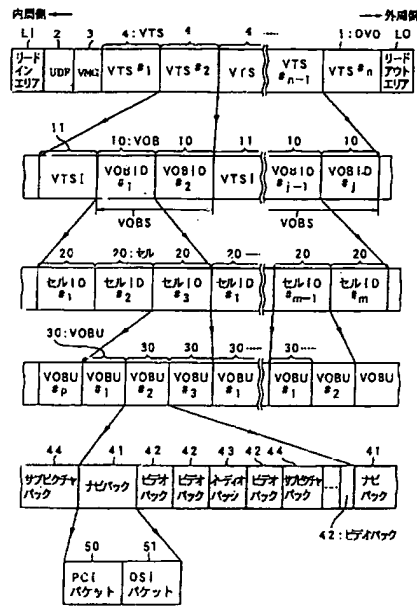 内周側 ← → 外周側
LI 2 3 4:VTS 4 4 1:DVD LO
リードインエリア UDF VMG VTS #1 VTS #2 VTS VTS #n-1 VTS #n リードアウトエリア
11 10:VOB 10 11 10 10
VTSI VOBID #1 VOBID #2 VTSI VOBID #j-1 VOBID #j
VOBS VOBS
20 20:セル 20 20 20 20
セルID #1 セルID #2 セルID #3 セルID #1 セルID #m-1 セルID #m
30:VOBU 30 30 30 30
VOBU #p VOBU #1 VOBU #2 VOBU #3 VOBU #1 VOBU #1 VOBU #2 VOBU
44 41 42 42 43 42 44 41
サブピクチャパック ナビパック ビデオパック ビデオパック オーディオパック ビデオパック サブピクチャパック ナビパック
42:ビデオパック
50 51
PCIパケット DSIパケット